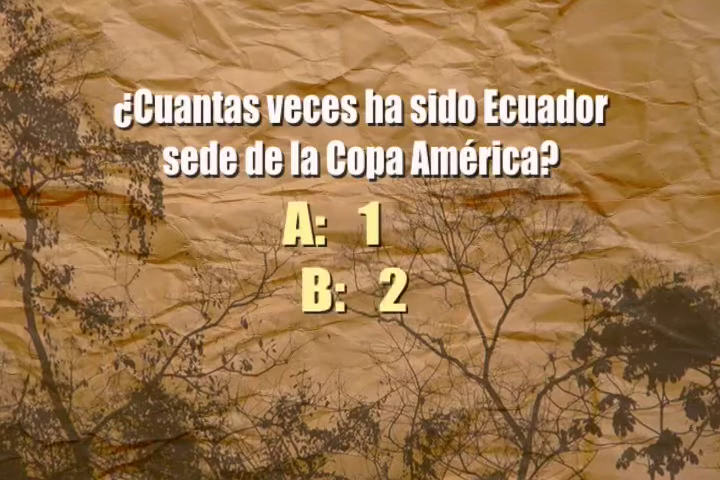 ¿Cuantas veces ha sido Ecuador
sede de la Copa América?
A: 1
B: 2